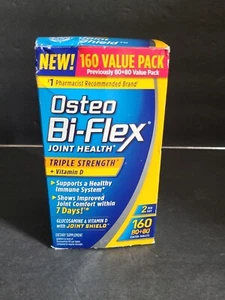 NEW!
160 VALUE PACK
Previously 80+80 Value Pack
#1 Pharmacist Recommended Brand†
Osteo
Bi-Flex®
JOINT HEALTH
TRIPLE STRENGTH
+ Vitamin D
Supports a Healthy
Immune System*
Shows Improved
Joint Comfort within
7 Days!
GLUCOSAMINE & VITAMIN D
with JOINT SHIELD
DIETARY SUPPLEMENT
2 PER DAY
160
80+80